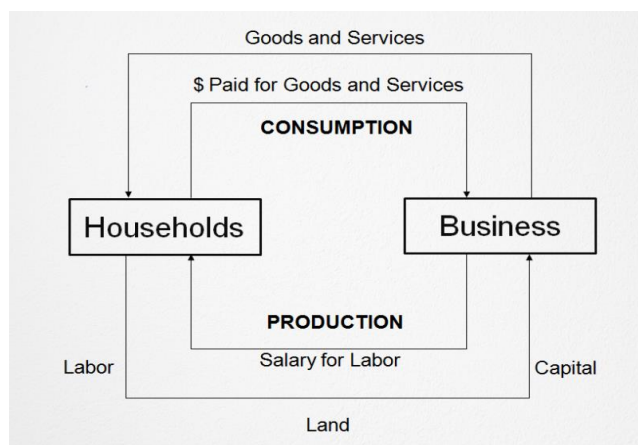 Goods and Services
$ Paid for Goods and Services
CONSUMPTION
Households
Business
PRODUCTION
Salary for Labor
Labor
Capital
Land